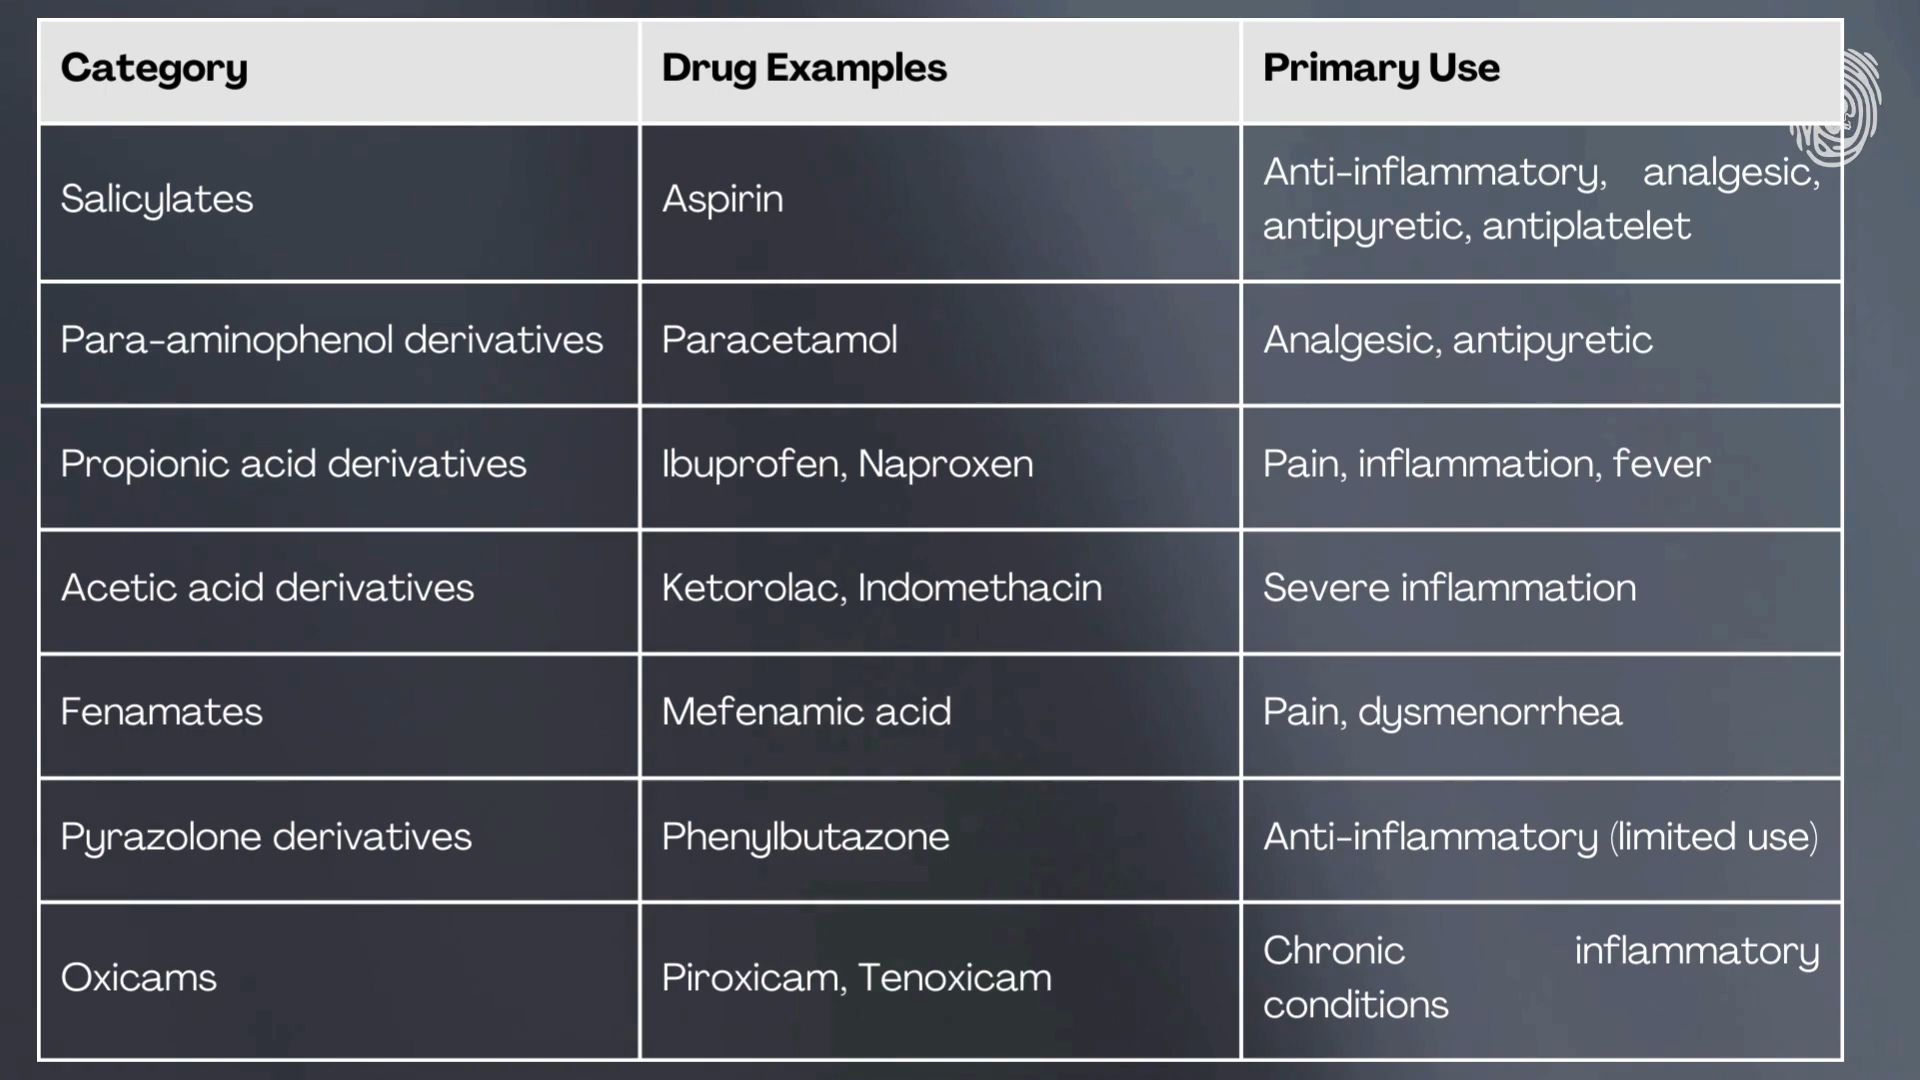 Category Drug Examples Primary Use
Salicylates Aspirin Anti-inflammatory, analgesic,
antipyretic, antiplatelet
Para-aminophenol derivatives Paracetamol Analgesic, antipyretic
Propionic acid derivatives Ibuprofen, Naproxen Pain, inflammation, fever
Acetic acid derivatives Ketorolac, Indomethacin Severe inflammation
Fenamates Mefenamic acid Pain, dysmenorrhea
Pyrazolone derivatives Phenylbutazone Anti-inflammatory (limited use)
Oxicams Piroxicam, Tenoxicam Chronic inflammatory
conditions